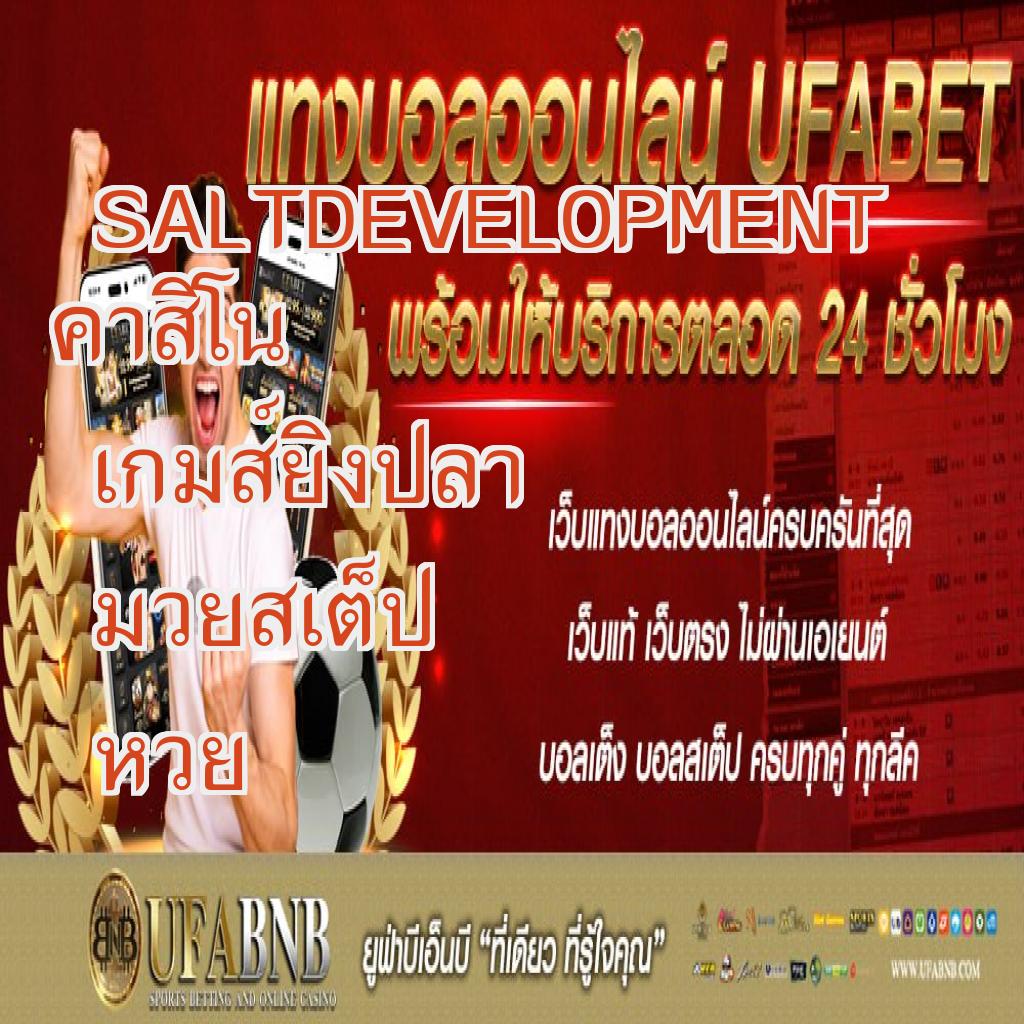 แทงบอลออนไลน์ UFABET
SALTDEVELOPMENT
คาสิโน
พร้อมให้บริการตลอด 24 ชั่วโมง
เกมส์ยิงปลา
เว็บแทงบอลออนไลน์ครบครันที่สุด
มวยสเต็ป
เว็บแท้ เว็บตรง ไม่ผ่านเอเยนต์
หวย
บอลเต็ง บอลสเต็ป ครบทุกคู่ ทุกลีค
UFABNB
SPORTS BETTING AND ONLINE CASINO
ยูฟ่าบีเอ็นบี “ที่เดียว ที่รู้ใจคุณ”
WWW.UFABNB.COM